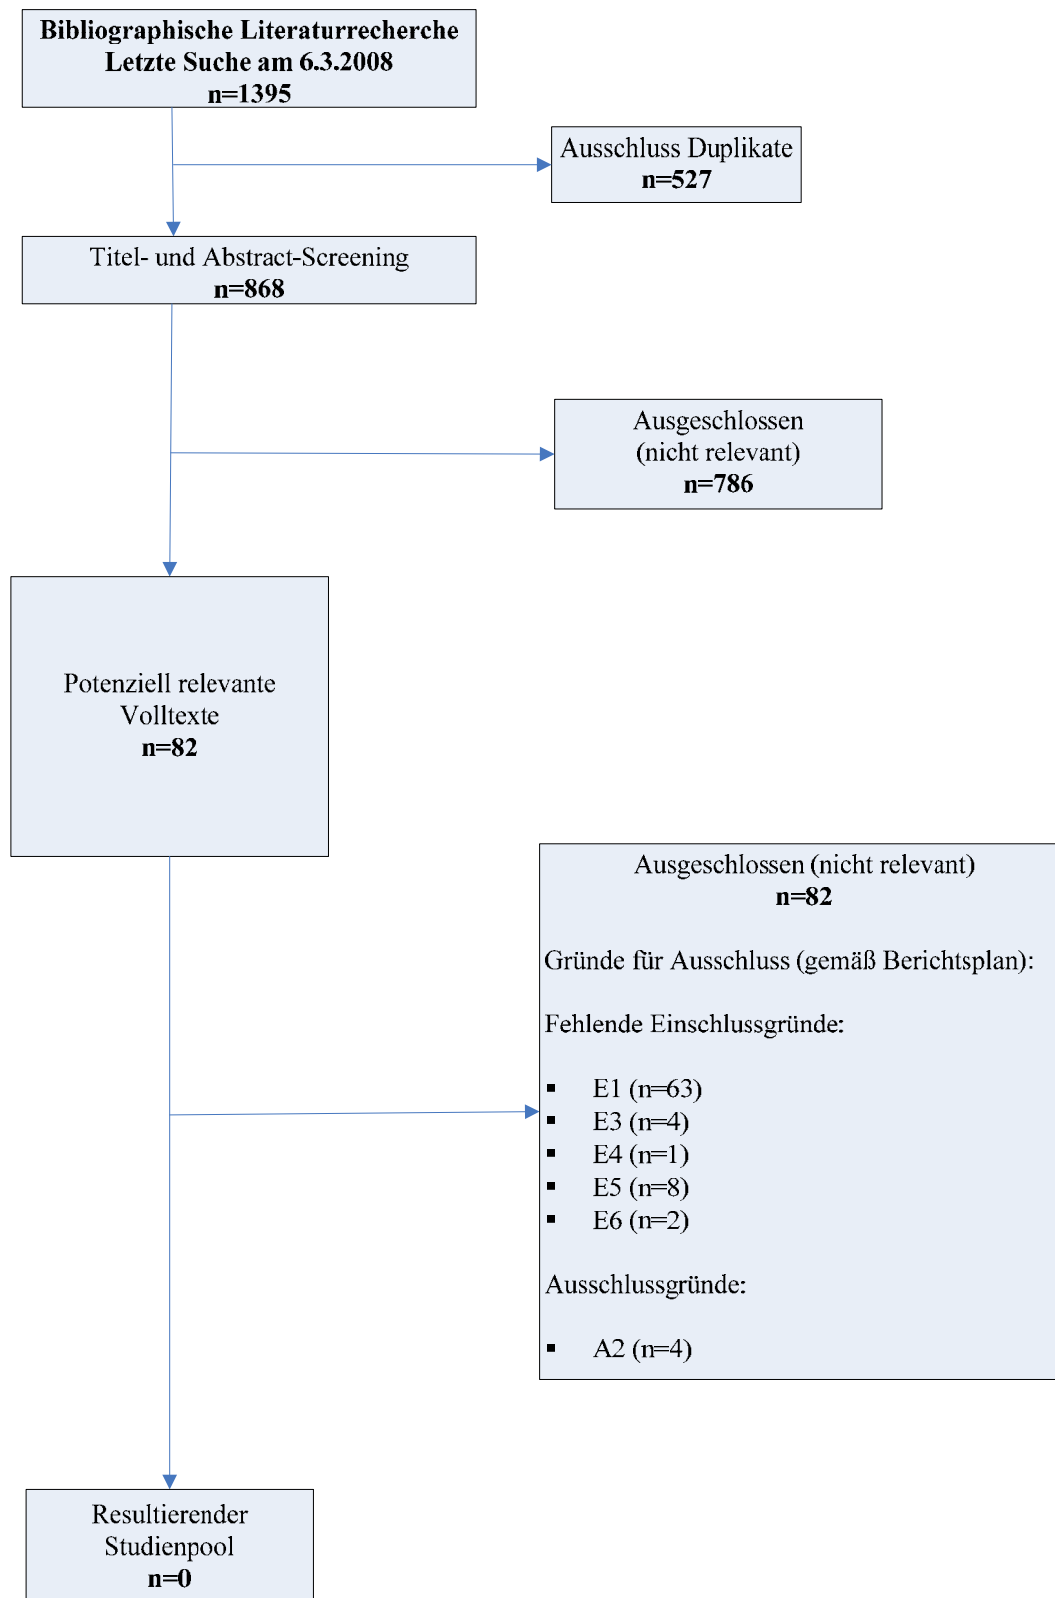 Bibliographische Literaturrecherche
Letzte Suche am 6.3.2008
n=1395
Ausschluss Duplikate
n=527
Titel- und Abstract-Screening
n=868
Ausgeschlossen
(nicht relevant)
n=786
Potenziell relevante
Volltexte
n=82
Ausgeschlossen (nicht relevant)
n=82
Gründe für Ausschluss (gemäß Berichtsplan):
Fehlende Einschlussgründe:
▪ E1 (n=63)
▪ E3 (n=4)
▪ E4 (n=1)
▪ E5 (n=8)
▪ E6 (n=2)
Ausschlussgründe:
▪ A2 (n=4)
Resultierender
Studienpool
n=0